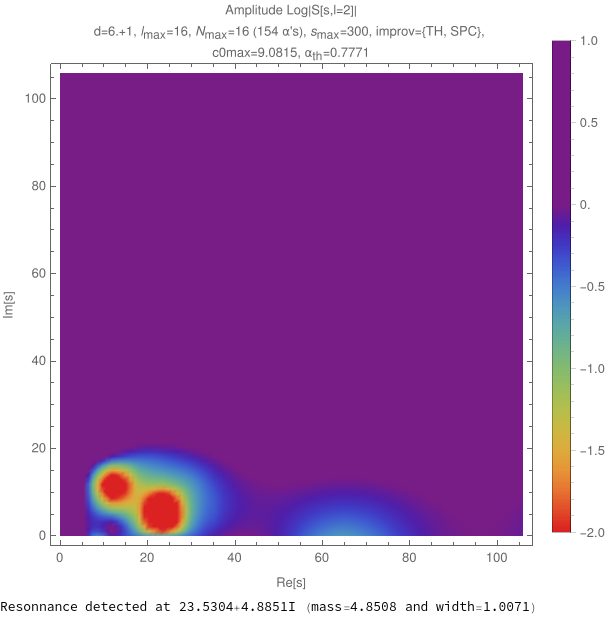 Amplitude Log|S[s,l=2]|
d=6.+1, lmax=16, Nmax=16 (154 α's), smax=300, improv={TH, SPC},
c0max=9.0815, αth=0.7771
1.0
0.5
0.
−0.5
−1.0
−1.5
−2.0
100
80
60
40
20
0
Im[s]
0 20 40 60 80 100
Re[s]
Resonnance detected at 23.5304+4.8851I (mass=4.8508 and width=1.0071)